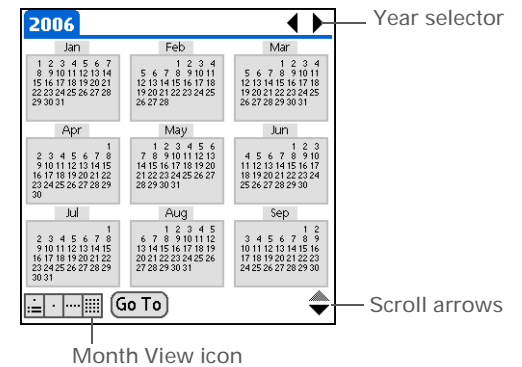 2006
Year selector
Jan Feb Mar
1 2 3 4 5 6 7 1 2 3 4 1 2 3 4
8 9 10 11 12 13 14 5 6 7 8 9 10 11 5 6 7 8 9 10 11
15 16 17 18 19 20 21 12 13 14 15 16 17 18 12 13 14 15 16 17 18
22 23 24 25 26 27 28 19 20 21 22 23 24 25 19 20 21 22 23 24 25
29 30 31 26 27 28 26 27 28 29 30 31
Apr May Jun
1 1 2 3 4 5 6 1 2 3
2 3 4 5 6 7 8 7 8 9 10 11 12 13 4 5 6 7 8 9 10
9 10 11 12 13 14 15 14 15 16 17 18 19 20 11 12 13 14 15 16 17
16 17 18 19 20 21 22 21 22 23 24 25 26 27 18 19 20 21 22 23 24
23 24 25 26 27 28 29 28 29 30 31 25 26 27 28 29 30
30
Jul Aug Sep
1 1 2 3 4 5 1 2
2 3 4 5 6 7 8 6 7 8 9 10 11 12 3 4 5 6 7 8 9
9 10 11 12 13 14 15 13 14 15 16 17 18 19 10 11 12 13 14 15 16
16 17 18 19 20 21 22 20 21 22 23 24 25 26 17 18 19 20 21 22 23
23 24 25 26 27 28 29 27 28 29 30 31 24 25 26 27 28 29 30
30 31
Go To
Scroll arrows
Month View icon